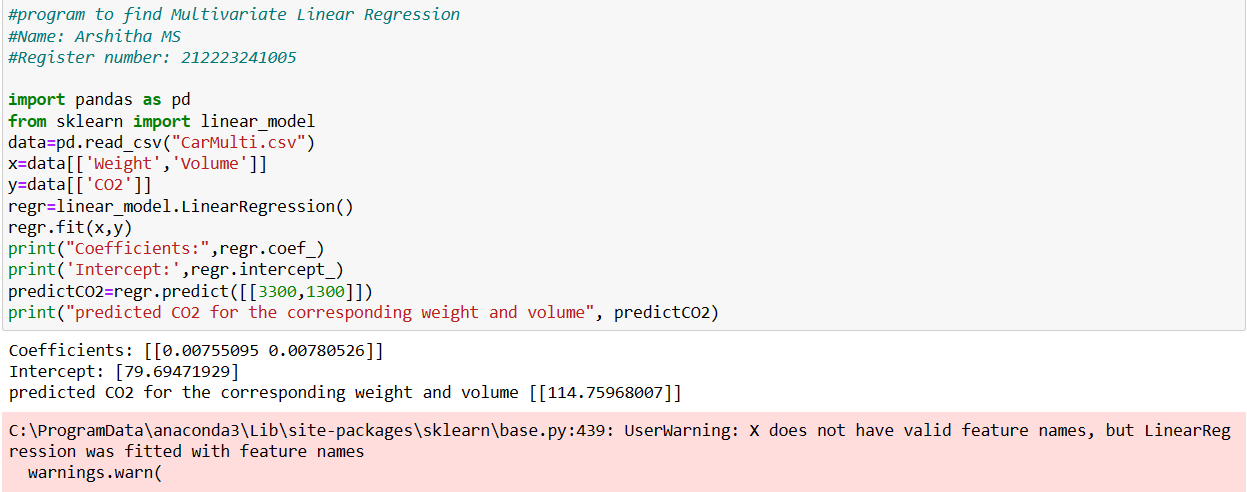 #program to find Multivariate Linear Regression
#Name: Arshitha MS
#Register number: 212223241005
import pandas as pd
from sklearn import linear_model
data=pd.read_csv("CarMulti.csv")
x=data[['Weight','Volume']]
y=data[['CO2']]
regr=linear_model.LinearRegression()
regr.fit(x,y)
print("Coefficients:",regr.coef_)
print('Intercept:',regr.intercept_)
predictCO2=regr.predict([[3300,1300]])
print("predicted CO2 for the corresponding weight and volume", predictCO2)
Coefficients: [[0.00755095 0.00780526]]
Intercept: [79.69471929]
predicted CO2 for the corresponding weight and volume [[114.75968007]]
C:\ProgramData\anaconda3\Lib\site-packages\sklearn\base.py:439: UserWarning: X does not have valid feature names, but LinearReg
ression was fitted with feature names
  warnings.warn(